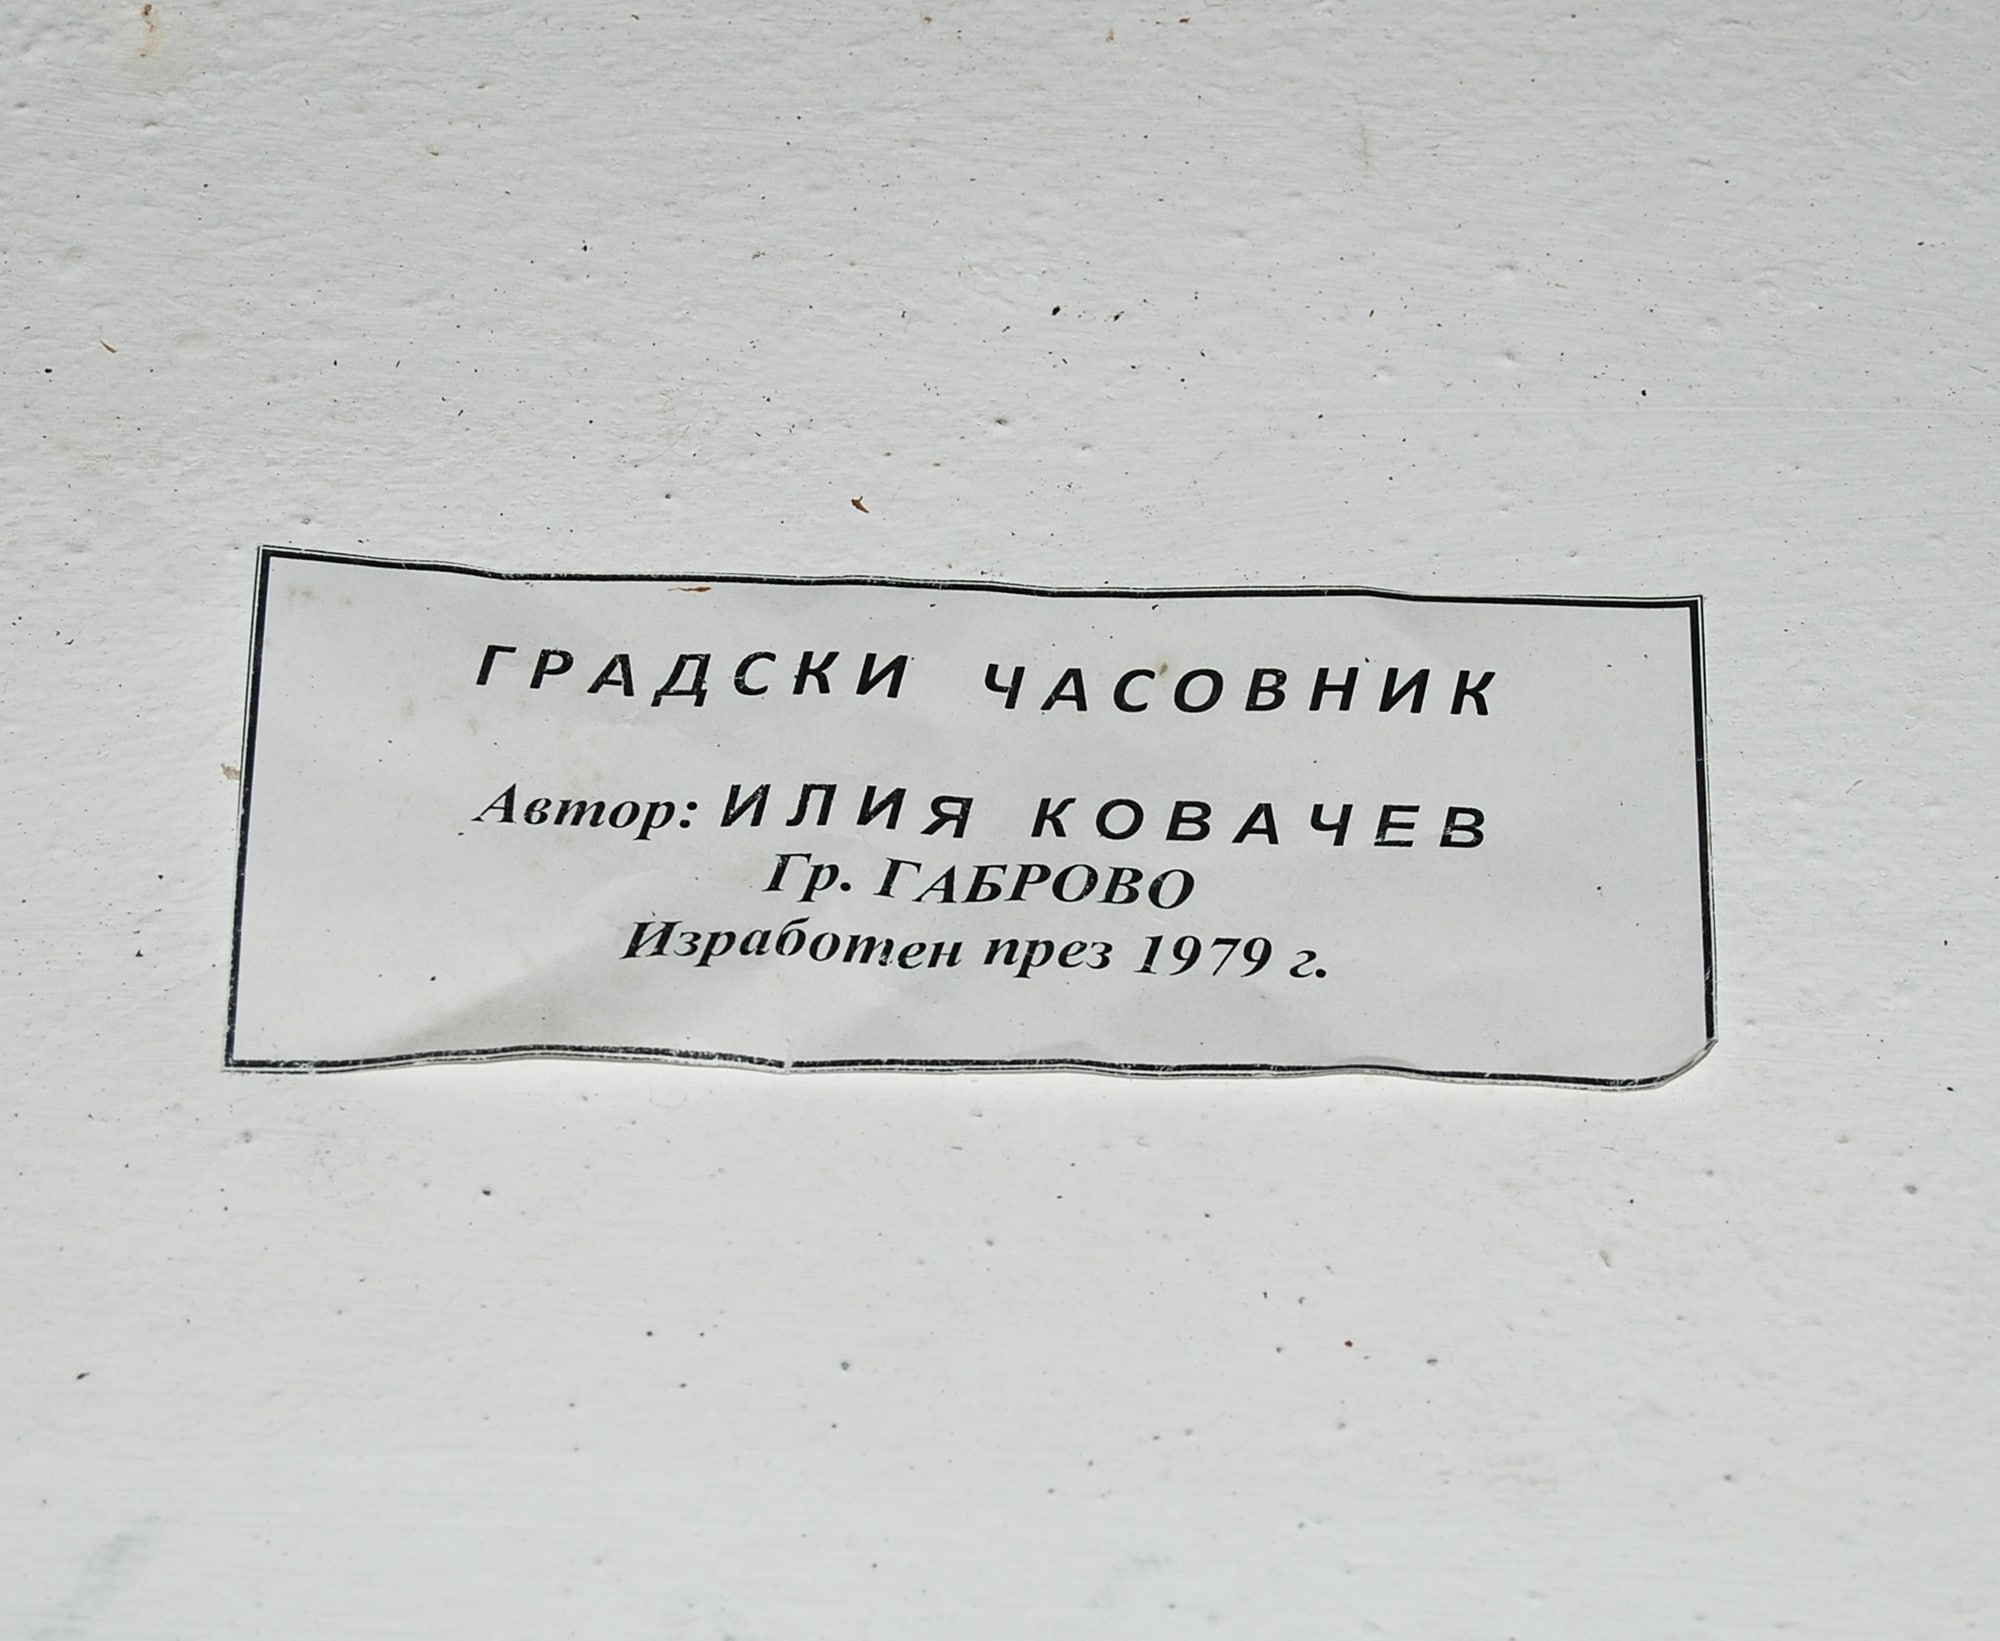 ГРАДСКИ ЧАСОВНИК
Автор: ИЛИЯ КОВАЧЕВ
Гр. ГАБРОВО
Изработен през 1979 г.